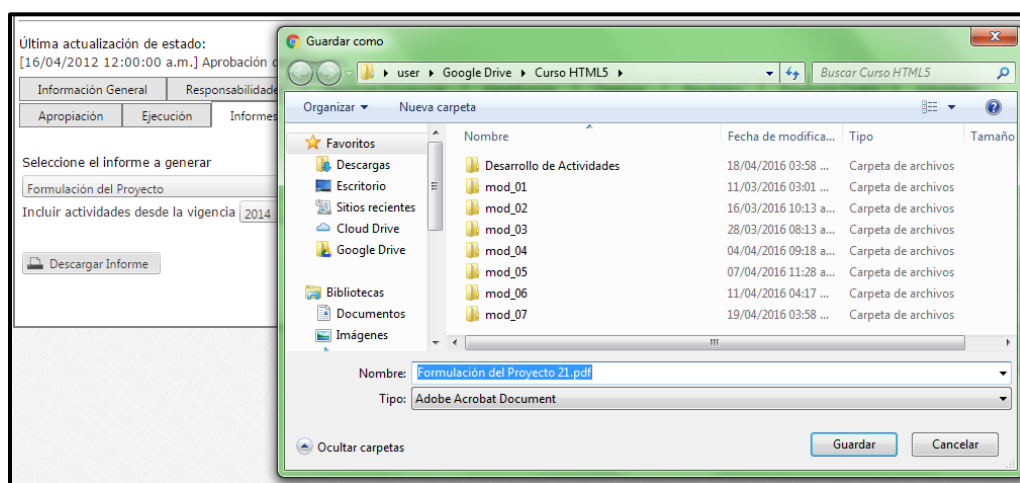 Última actualización de estado:
[16/04/2012 12:00:00 a.m.] Aprobación
Información General Responsabilidade
Apropiación Ejecución Informes
Seleccione el informe a generar
Formulación del Proyecto
Incluir actividades desde la vigencia 2014
Descargar Informe
Guardar como
user Google Drive Curso HTML5
Buscar Curso HTML5
Organizar Nueva carpeta
Favoritos
Descargas
Escritorio
Sitios recientes
Cloud Drive
Google Drive
Bibliotecas
Documentos
Imágenes
Nombre Fecha de modifica... Tipo Tamaño
Desarrollo de Actividades 18/04/2016 03:58 ... Carpeta de archivos
mod_01 11/03/2016 03:01 ... Carpeta de archivos
mod_02 16/03/2016 10:13 a... Carpeta de archivos
mod_03 28/03/2016 08:13 a... Carpeta de archivos
mod_04 04/04/2016 09:18 a... Carpeta de archivos
mod_05 07/04/2016 11:28 a... Carpeta de archivos
mod_06 11/04/2016 04:17 ... Carpeta de archivos
mod_07 19/04/2016 03:58 ... Carpeta de archivos
Nombre: Formulación del Proyecto 21.pdf
Tipo: Adobe Acrobat Document
Ocultar carpetas
Guardar Cancelar